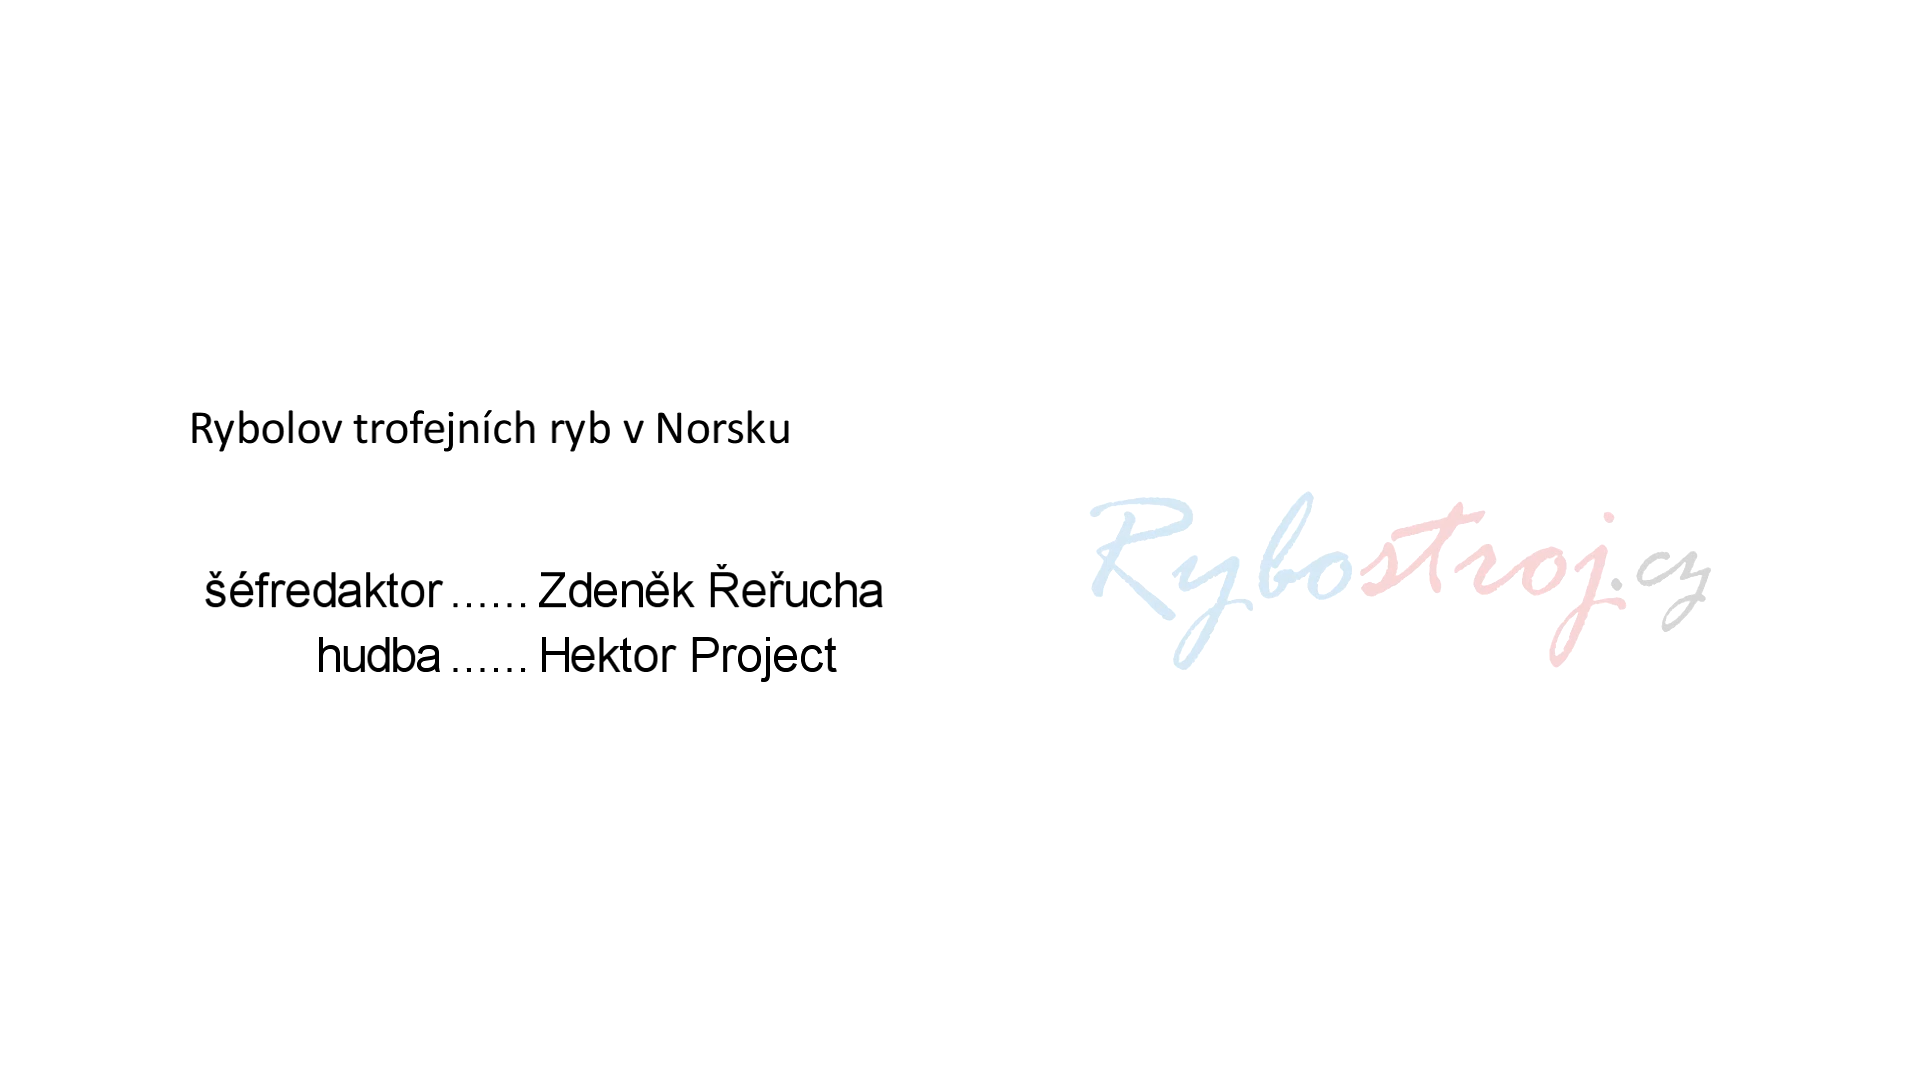 Rybolov trofejních ryb v Norsku
šéfredaktor ...... Zdeněk Řeřucha
hudba ...... Hektor Project
Rybostroj.cz